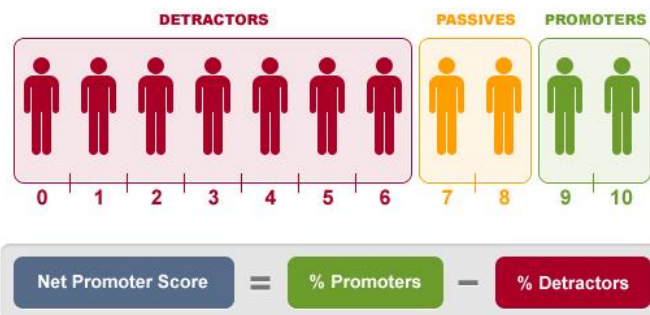 DETRACTORS PASSIVES PROMOTERS
0 1 2 3 4 5 6 7 8 9 10
Net Promoter Score = % Promoters − % Detractors